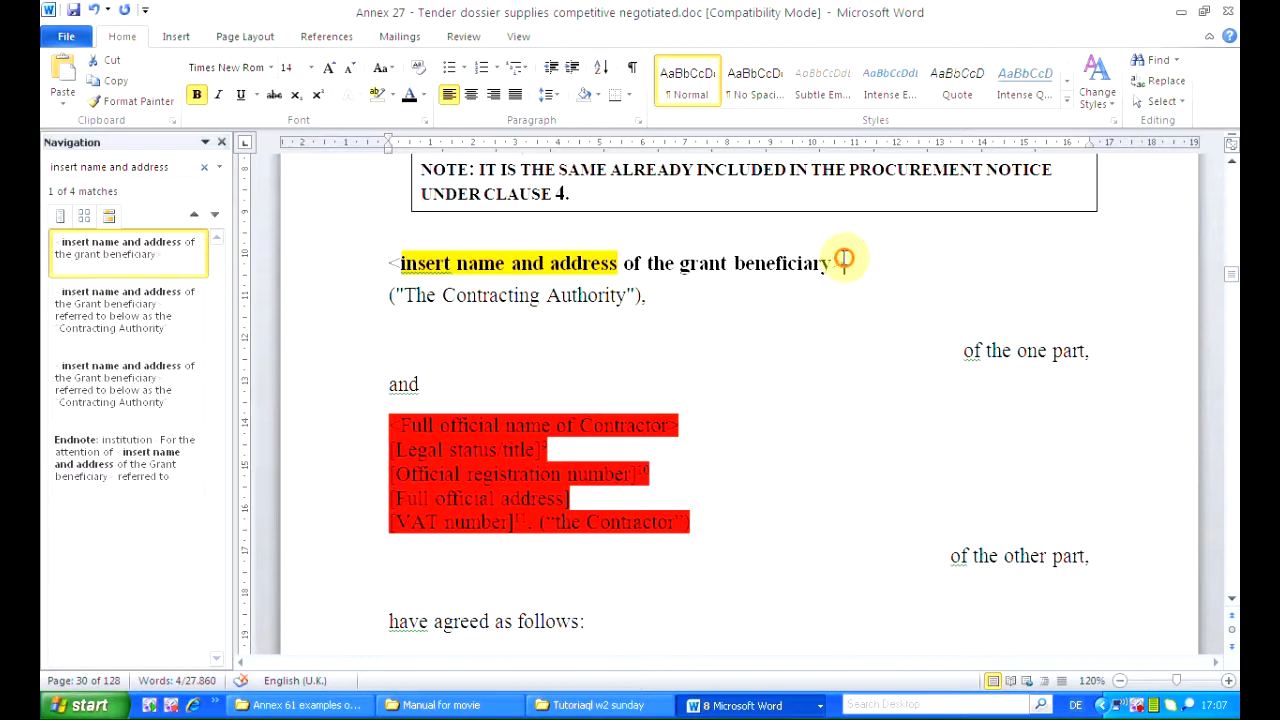 Annex 27 - Tender dossier supplies competitive negotiated.doc [Compatibility Mode] - Microsoft Word
File Home Insert Page Layout References Mailings Review View
Cut
Copy
Format Painter
Paste
Clipboard
Times New Rom 14
Font
Paragraph
AaBbCcDı AaBbCcDı AaBbCcDı AaBbCcDı AaBbCcDı AaBbCcD
¶ Normal ¶ No Spaci... Subtle Em... Intense E... Quote Intense Q...
Styles
Change Styles
Find
Replace
Select
Editing
Navigation
insert name and address
1 of 4 matches
insert name and address of
the grant beneficiary
insert name and address of
the Grant beneficiary
referred to below as the
"Contracting Authority
insert name and address of
the Grant beneficiary
referred to below as the
"Contracting Authority
Endnote: institution For the
attention of insert name
and address of the Grant
beneficiary referred to
NOTE: IT IS THE SAME ALREADY INCLUDED IN THE PROCUREMENT NOTICE
UNDER CLAUSE 4.
<insert name and address of the grant beneficiary>
("The Contracting Authority"),
of the one part,
and
<Full official name of Contractor>
[Legal status/title]9
[Official registration number]10
[Full official address]
[VAT number]11. ("the Contractor")
of the other part,
have agreed as follows:
Page: 30 of 128 Words: 4/27.860 English (U.K.) 120%
start Annex 61 examples o... Manual for movie Tutoriaql w2 sunday 8 Microsoft Word Search Desktop DE 17:07